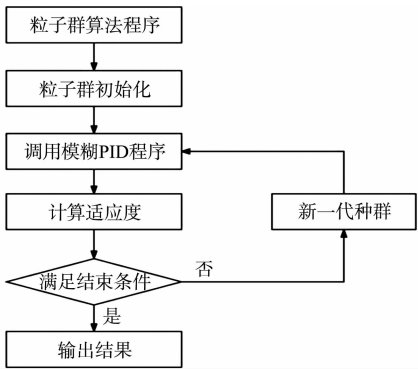 粒子群算法程序
粒子群初始化
调用模糊PID程序
计算适应度
新一代种群
满足结束条件
否
是
输出结果